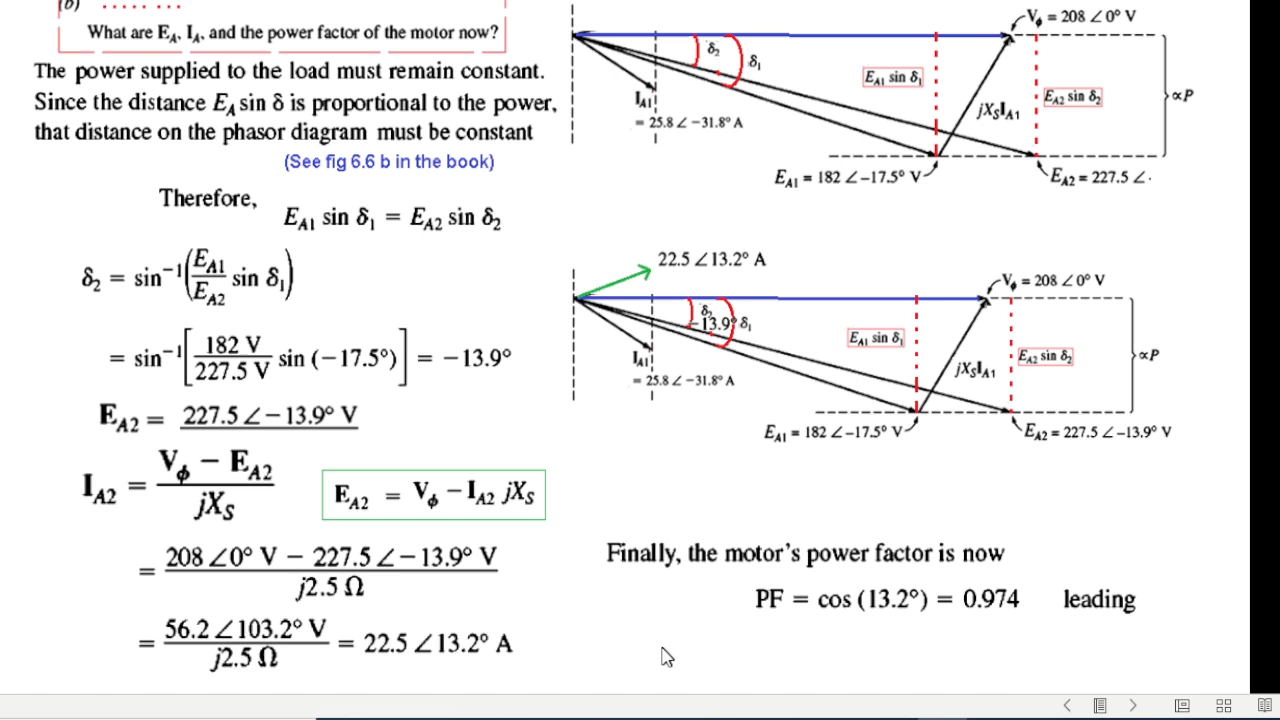 (b)
What are E_A, I_A, and the power factor of the motor now?
The power supplied to the load must remain constant.
Since the distance E_A sin δ is proportional to the power,
that distance on the phasor diagram must be constant
(See fig 6.6 b in the book)
Therefore,
E_A1 sin δ_1 = E_A2 sin δ_2
δ_2 = sin⁻¹(E_A1/E_A2 sin δ_1)
= sin⁻¹[182 V/227.5 V sin (−17.5°)] = −13.9°
E_A2 = 227.5 ∠−13.9° V
I_A2 = V_ϕ − E_A2 / jX_S
E_A2 = V_ϕ − I_A2 jX_S
= 208 ∠0° V − 227.5 ∠−13.9° V / j2.5 Ω
= 56.2 ∠103.2° V / j2.5 Ω = 22.5 ∠13.2° A
V_ϕ = 208 ∠0° V
δ_2
δ_1
E_A1 sin δ_1
I_A1
= 25.8 ∠−31.8° A
jX_S I_A1
E_A2 sin δ_2
∝P
E_A1 = 182 ∠−17.5° V
E_A2 = 227.5 ∠.
22.5 ∠13.2° A
V_ϕ = 208 ∠0° V
δ_2
−13.9°
δ_1
E_A1 sin δ_1
I_A1
= 25.8 ∠−31.8° A
jX_S I_A1
E_A2 sin δ_2
∝P
E_A1 = 182 ∠−17.5° V
E_A2 = 227.5 ∠−13.9° V
Finally, the motor's power factor is now
PF = cos (13.2°) = 0.974 leading